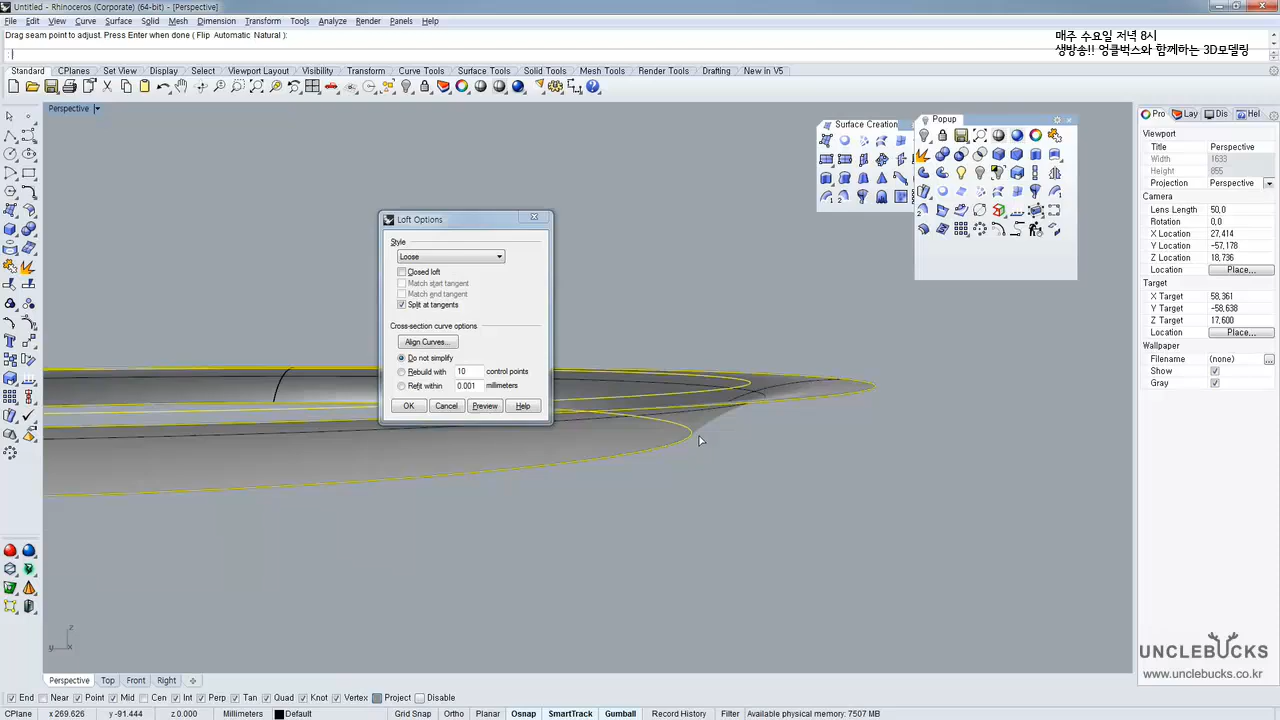 Untitled - Rhinoceros (Corporate) (64-bit) - [Perspective]
File Edit View Curve Surface Solid Mesh Dimension Transform Tools Analyze Render Panels Help
Drag seam point to adjust. Press Enter when done ( Flip Automatic Natural ):
매주 수요일 저녁 8시
생방송!! 엉클벅스와 함께하는 3D모델링
Standard CPlanes Set View Display Select Viewport Layout Visibility Transform Curve Tools Surface Tools Solid Tools Mesh Tools Render Tools Drafting New in V5
Perspective
Surface Creation
Popup
Pro Lay Dis Hel
Viewport
Title Perspective
Width 1633
Height 855
Projection Perspective
Camera
Lens Length 50,0
Rotation 0,0
X Location 27,414
Y Location -57,178
Z Location 18,736
Location Place...
Target
X Target 58,361
Y Target -58,638
Z Target 17,600
Location Place...
Wallpaper
Filename (none)
Show
Gray
Loft Options
Style
Loose
Closed loft
Match start tangent
Match end tangent
Split at tangents
Cross-section curve options
Align Curves...
Do not simplify
Rebuild with 10 control points
Refit within 0.001 millimeters
OK Cancel Preview Help
z
y x
UNCLEBUCKS
www.unclebucks.co.kr
Perspective Top Front Right
End Near Point Mid Cen Int Perp Tan Quad Knot Vertex Project Disable
CPlane x 269.626 y -91.444 z 0.000 Millimeters Default Grid Snap Ortho Planar Osnap SmartTrack Gumball Record History Filter Available physical memory: 7507 MB